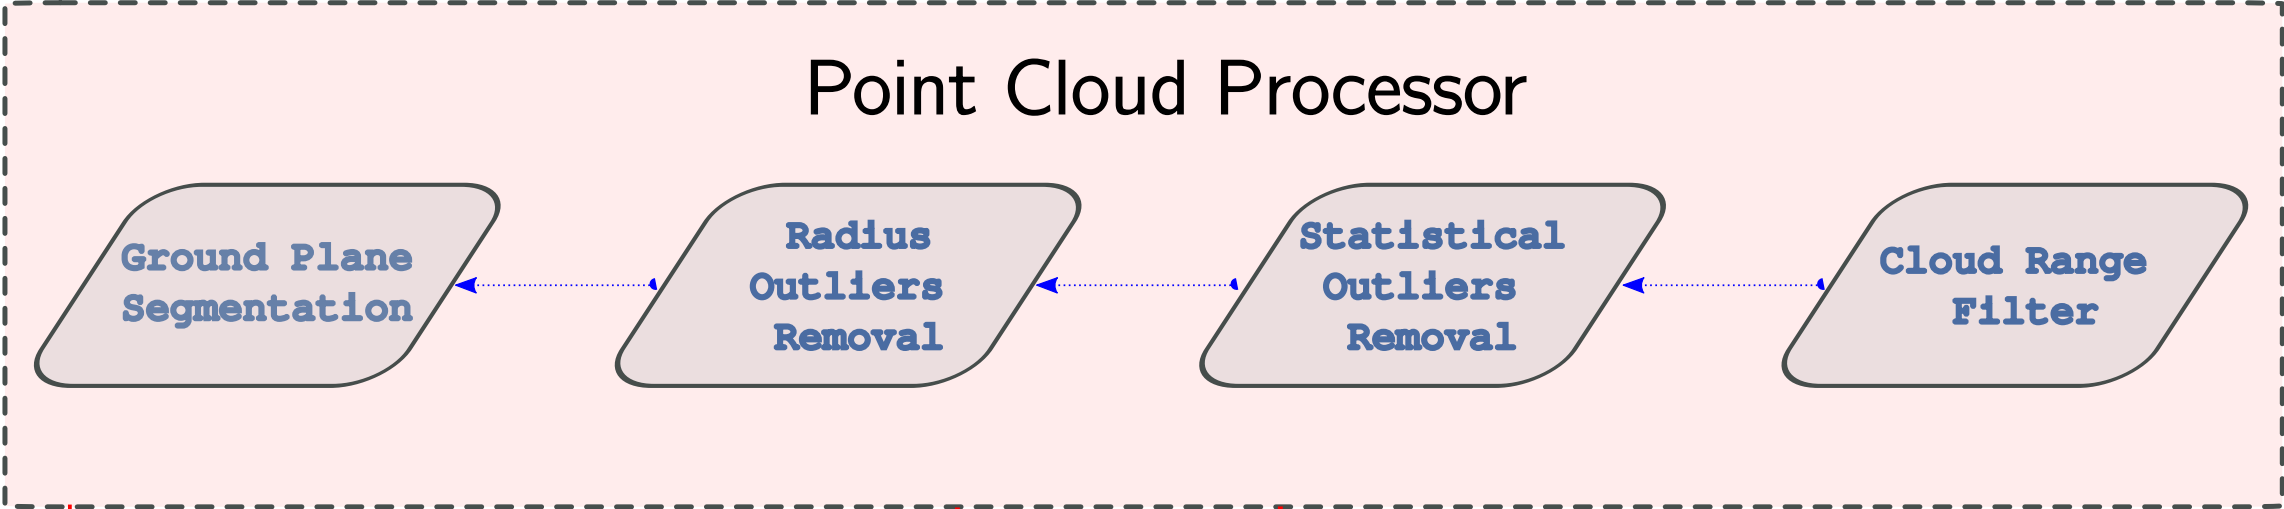 Point Cloud Processor
Ground Plane
Segmentation
Radius
Outliers
Removal
Statistical
Outliers
Removal
Cloud Range
Filter